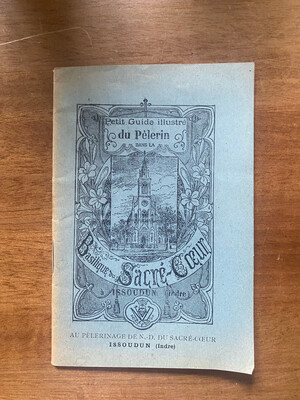 Petit Guide illustré
du Pèlerin
DANS LA
Basilique du Sacré-Cœur
à ISSOUDUN (Indre)
AU PÈLERINAGE DE N.-D. DU SACRÉ-CŒUR
ISSOUDUN (Indre)